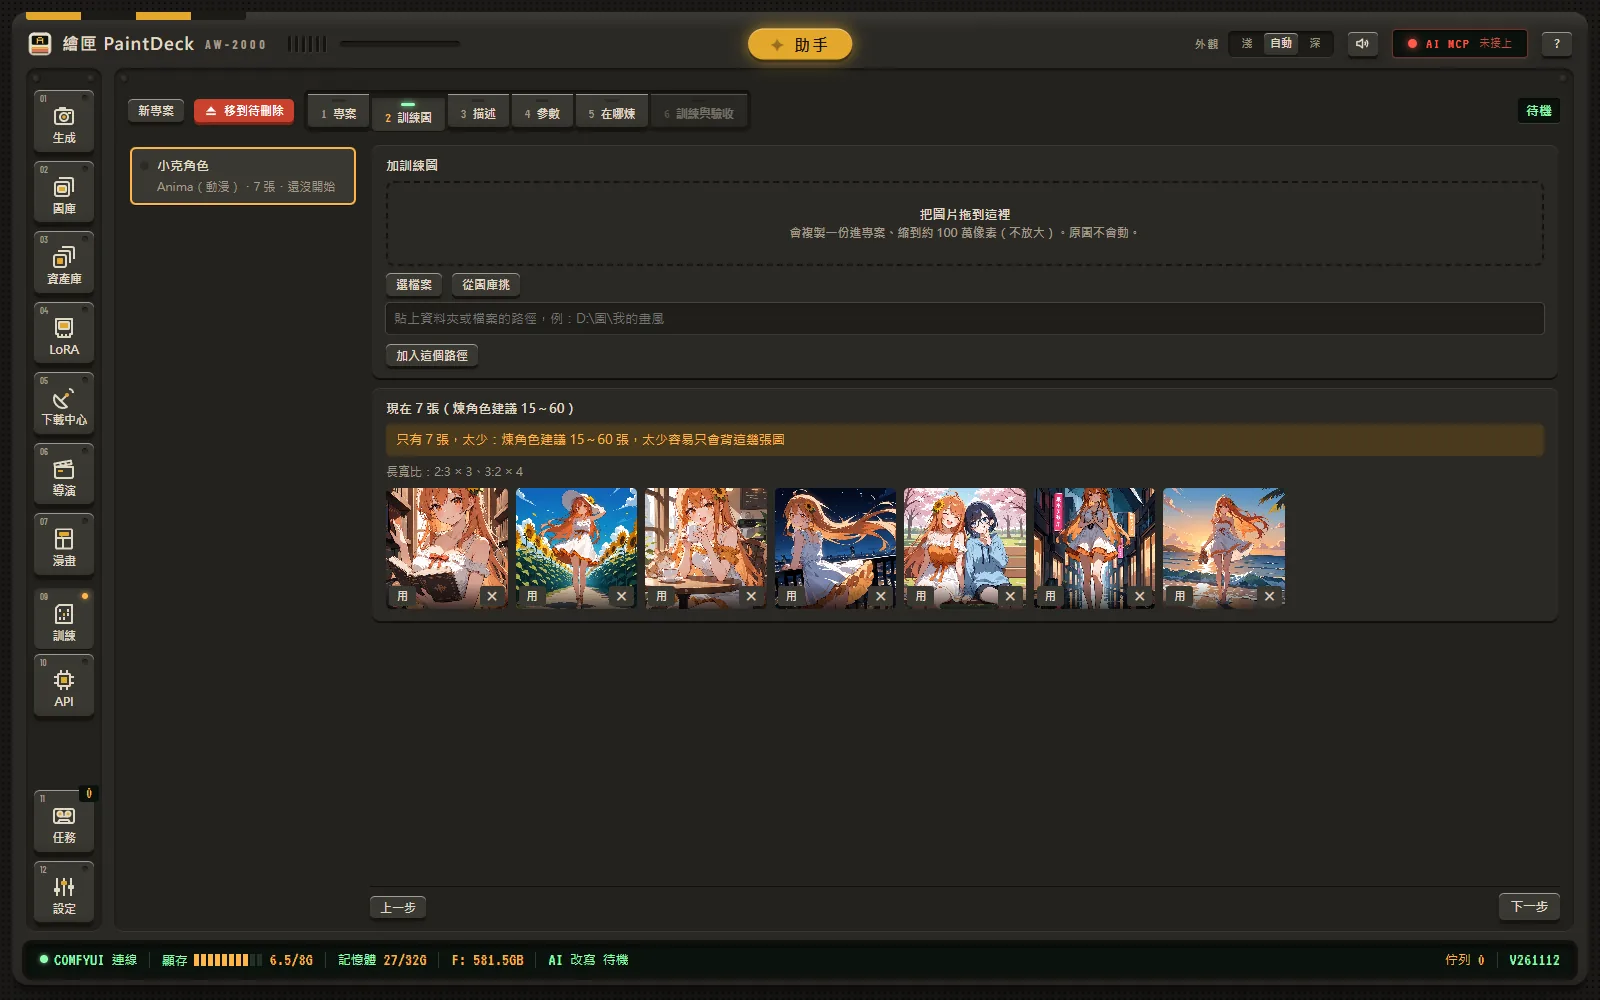 繪匣 PaintDeck AW-2000
助手
外觀 淺 自動 深
AI MCP 未接上
?
01 生成
02 圖庫
03 資產庫
04 LoRA
05 下載中心
06 導演
07 漫畫
09 訓練
10 API
11 任務 0
12 設定
新專案
移到待刪除
1 專案
2 訓練圖
3 描述
4 參數
5 在哪煉
6 訓練與驗收
待機
小克角色
Anima（動漫）· 7 張 · 還沒開始
加訓練圖
把圖片拖到這裡
會複製一份進專案、縮到約 100 萬像素（不放大）。原圖不會動。
選檔案
從圖庫挑
貼上資料夾或檔案的路徑，例：D:\圖\我的畫風
加入這個路徑
現在 7 張（煉角色建議 15～60）
只有 7 張，太少：煉角色建議 15～60 張，太少容易只會背這幾張圖
長寬比：2:3 × 3、3:2 × 4
用 ×
用 ×
用 ×
用 ×
用 ×
用 ×
用 ×
上一步
下一步
COMFYUI 連線
顯存 6.5/8G
記憶體 27/32G
F: 581.5GB
AI 改寫 待機
佇列 0
V261112